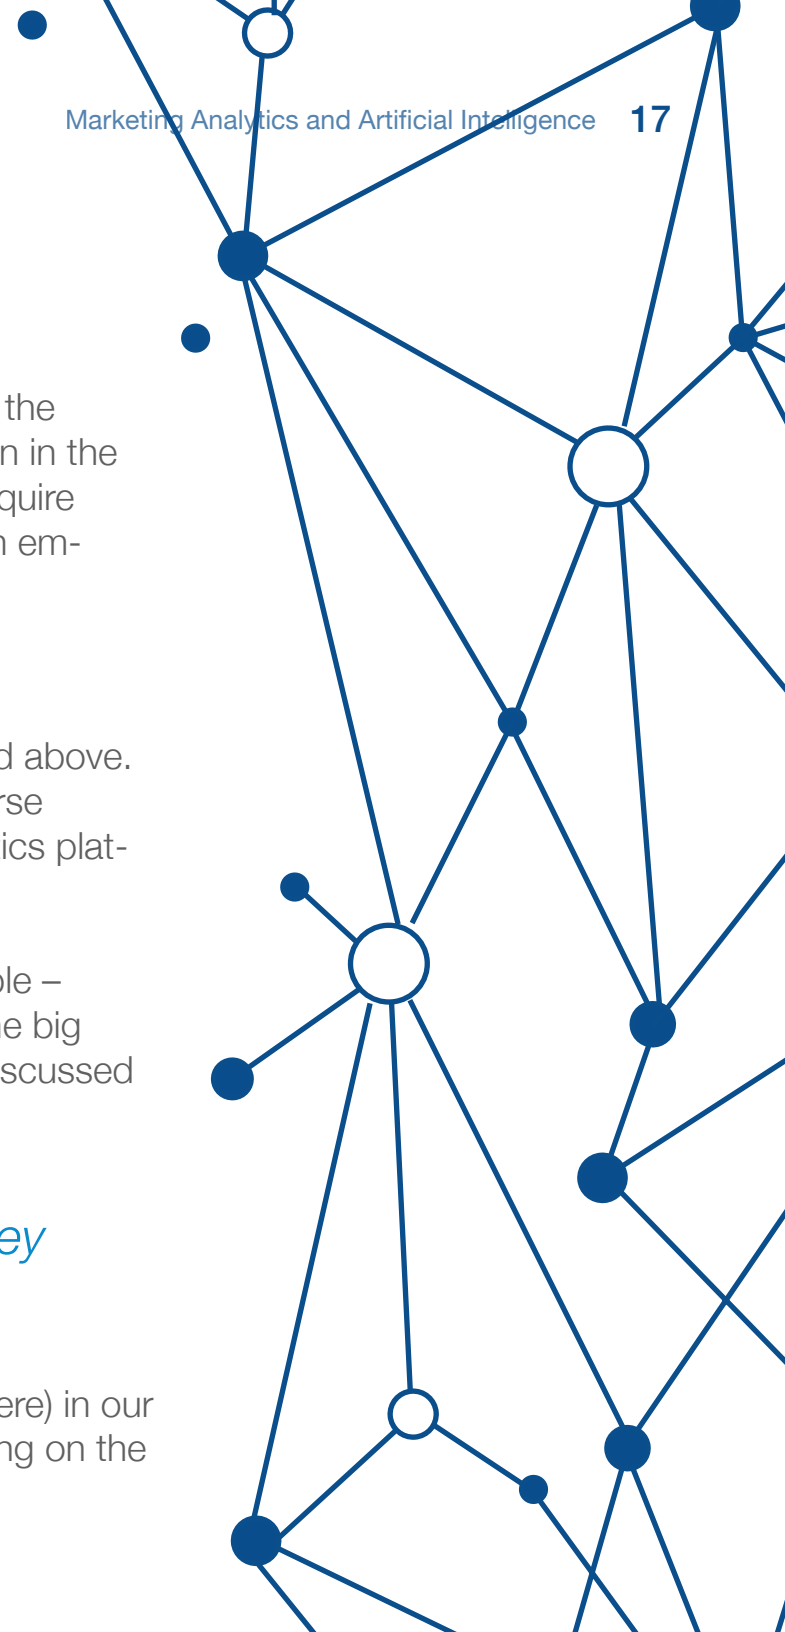 Marketing Analytics and Artificial Intelligence 17
the
n in the
quire
n em-
d above.
rse
ics plat-
ole –
ne big
scussed
ey
ere) in our
ng on the